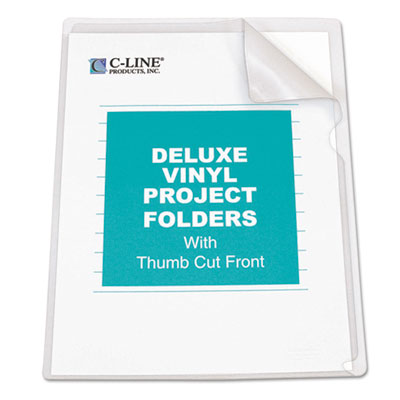 C-LINE®
PRODUCTS, INC.
DELUXE
VINYL
PROJECT
FOLDERS
With
Thumb Cut Front